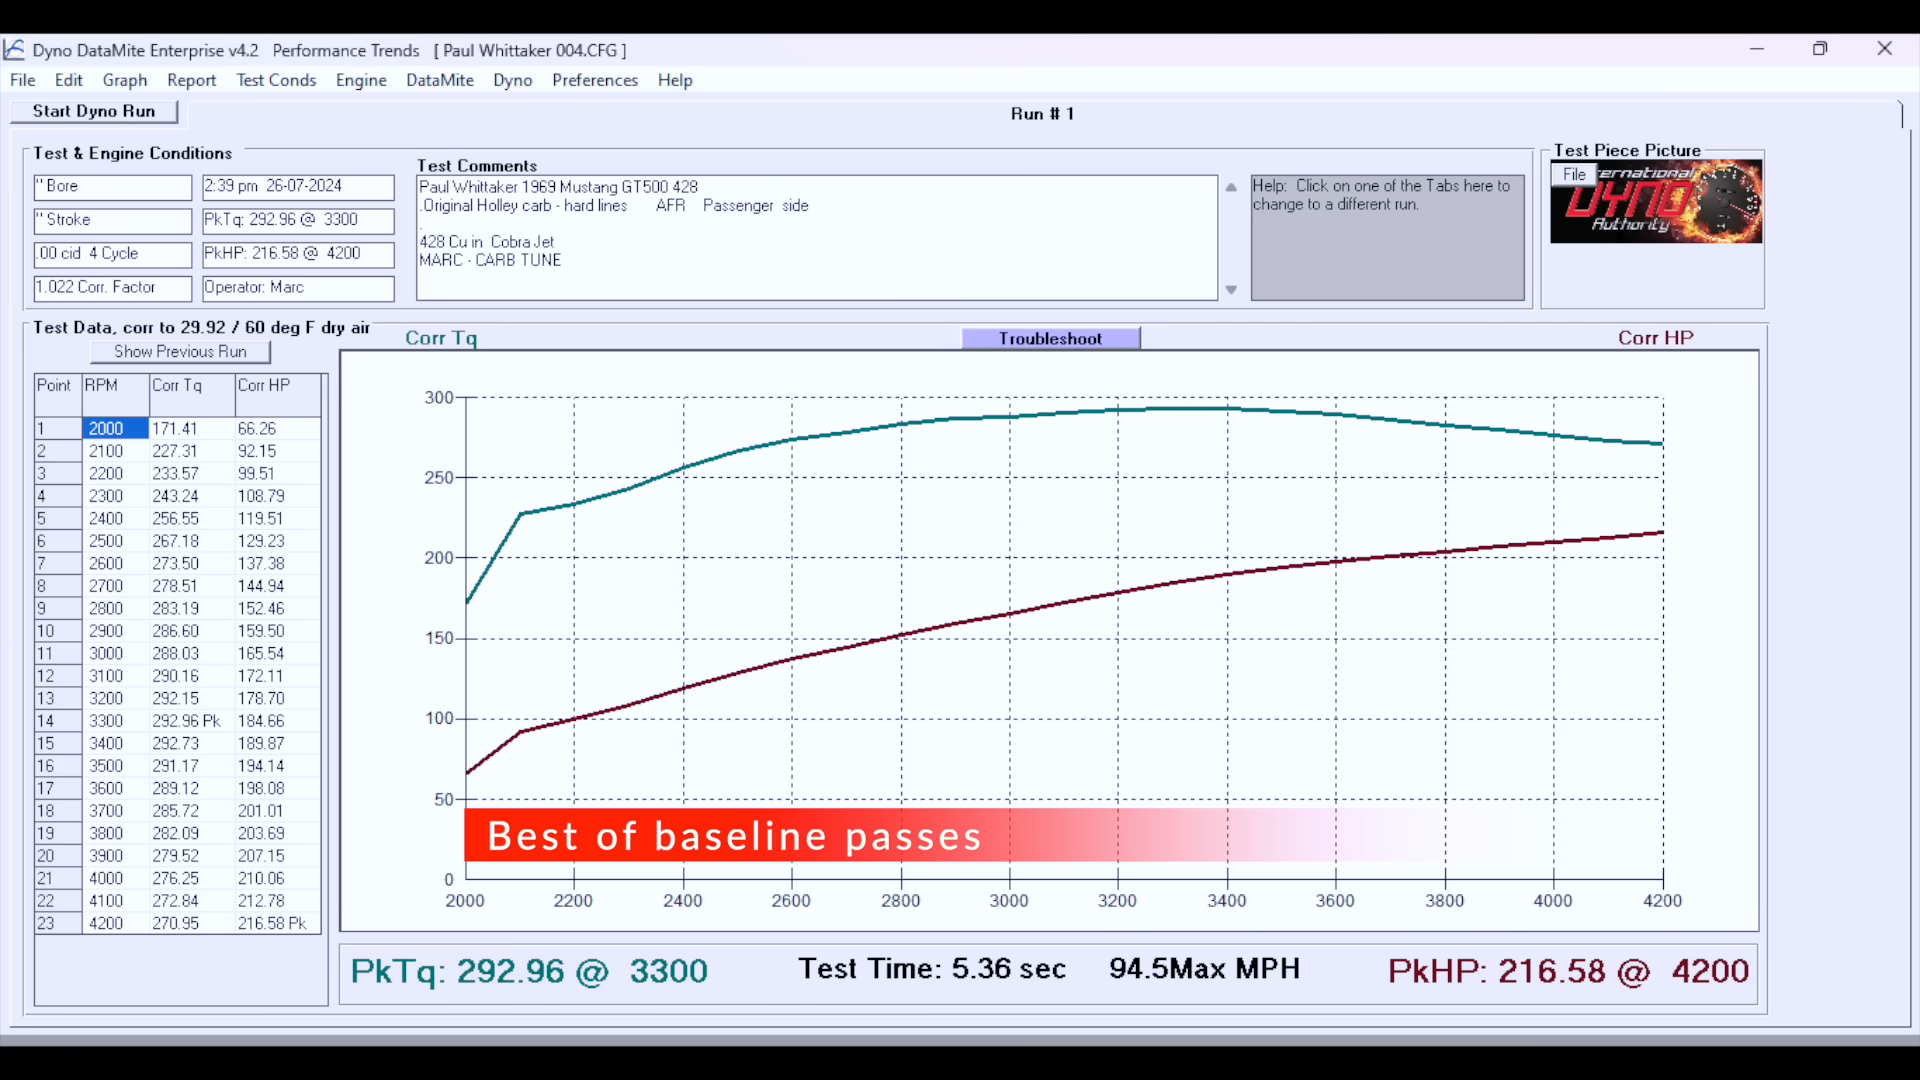 Dyno DataMite Enterprise v4.2 Performance Trends [ Paul Whittaker 004.CFG ]
File Edit Graph Report Test Conds Engine DataMite Dyno Preferences Help
Start Dyno Run
Run # 1
Test & Engine Conditions
" Bore
2:39 pm 26-07-2024
" Stroke
PkTq: 292.96 @ 3300
.00 cid 4 Cycle
PkHP: 216.58 @ 4200
1.022 Corr. Factor
Operator: Marc
Test Comments
Paul Whittaker 1969 Mustang GT500 428
.Original Holley carb - hard lines AFR Passenger side
.
428 Cu in Cobra Jet
MARC - CARB TUNE
Help: Click on one of the Tabs here to
change to a different run.
Test Piece Picture
File
ernational
DYNO
Authority
Test Data, corr to 29.92 / 60 deg F dry air
Show Previous Run
Point RPM Corr Tq Corr HP
1 2000 171.41 66.26
2 2100 227.31 92.15
3 2200 233.57 99.51
4 2300 243.24 108.79
5 2400 256.55 119.51
6 2500 267.18 129.23
7 2600 273.50 137.38
8 2700 278.51 144.94
9 2800 283.19 152.46
10 2900 286.60 159.50
11 3000 288.03 165.54
12 3100 290.16 172.11
13 3200 292.15 178.70
14 3300 292.96 Pk 184.66
15 3400 292.73 189.87
16 3500 291.17 194.14
17 3600 289.12 198.08
18 3700 285.72 201.01
19 3800 282.09 203.69
20 3900 279.52 207.15
21 4000 276.25 210.06
22 4100 272.84 212.78
23 4200 270.95 216.58 Pk
Corr Tq
Troubleshoot
Corr HP
300
250
200
150
100
50
0
Best of baseline passes
2000 2200 2400 2600 2800 3000 3200 3400 3600 3800 4000 4200
PkTq: 292.96 @ 3300
Test Time: 5.36 sec 94.5Max MPH
PkHP: 216.58 @ 4200